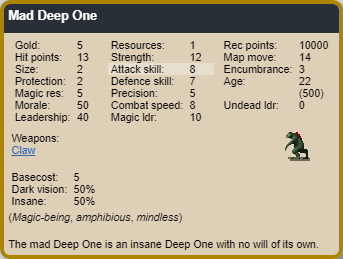 Mad Deep One
Gold: 5 Resources: 1 Rec points: 10000
Hit points: 13 Strength: 12 Map move: 14
Size: 2 Attack skill: 8 Encumbrance: 3
Protection: 2 Defence skill: 7 Age: 22
Magic res: 5 Precision: 5 (500)
Morale: 50 Combat speed: 8 Undead ldr: 0
Leadership: 40 Magic ldr: 10
Weapons:
Claw
Basecost: 5
Dark vision: 50%
Insane: 50%
(Magic-being, amphibious, mindless)
The mad Deep One is an insane Deep One with no will of its own.